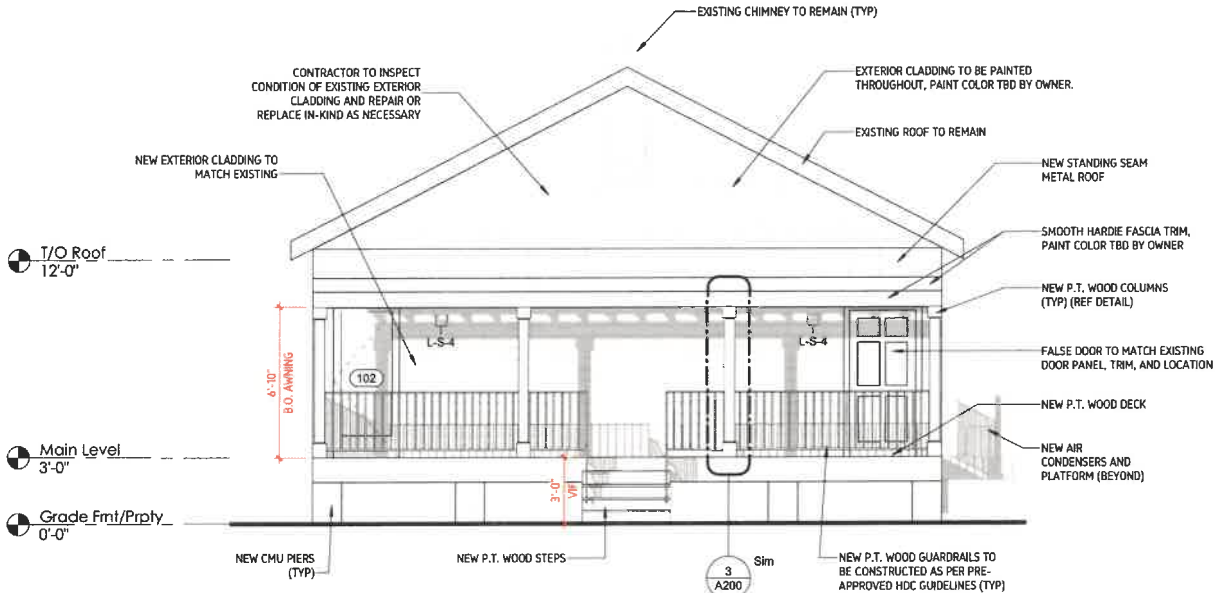 EXISTING CHIMNEY TO REMAIN (TYP)
CONTRACTOR TO INSPECT
CONDITION OF EXISTING EXTERIOR
CLADDING AND REPAIR OR
REPLACE IN-KIND AS NECESSARY
EXTERIOR CLADDING TO BE PAINTED
THROUGHOUT, PAINT COLOR TBD BY OWNER.
EXISTING ROOF TO REMAIN
NEW EXTERIOR CLADDING TO
MATCH EXISTING
NEW STANDING SEAM
METAL ROOF
T/O Roof
12'-0"
SMOOTH HARDIE FASCIA TRIM,
PAINT COLOR TBD BY OWNER
NEW P.T. WOOD COLUMNS
(TYP) (REF DETAIL)
L-S-4
L-S-4
FALSE DOOR TO MATCH EXISTING
DOOR PANEL, TRIM, AND LOCATION
102
6'-10"
B.O. AWNING
NEW P.T. WOOD DECK
Main Level
3'-0"
NEW AIR
CONDENSERS AND
PLATFORM (BEYOND)
3'-0"
VIF
Grade Frnt/Prpty
0'-0"
NEW CMU PIERS
(TYP)
NEW P.T. WOOD STEPS
Sim
3
A200
NEW P.T. WOOD GUARDRAILS TO
BE CONSTRUCTED AS PER PRE-
APPROVED HDC GUIDELINES (TYP)